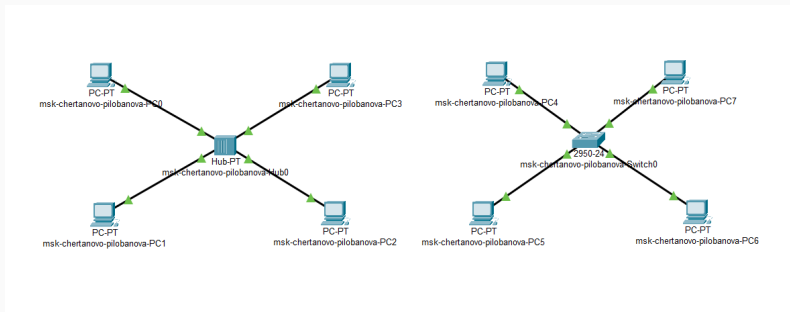 PC-PT
msk-chertanovo-pilobanova-PC0
PC-PT
msk-chertanovo-pilobanova-PC3
Hub-PT
msk-chertanovo-pilobanova-Hub0
PC-PT
msk-chertanovo-pilobanova-PC1
PC-PT
msk-chertanovo-pilobanova-PC2
PC-PT
msk-chertanovo-pilobanova-PC4
PC-PT
msk-chertanovo-pilobanova-PC7
2950-24
msk-chertanovo-pilobanova-Switch0
PC-PT
msk-chertanovo-pilobanova-PC5
PC-PT
msk-chertanovo-pilobanova-PC6